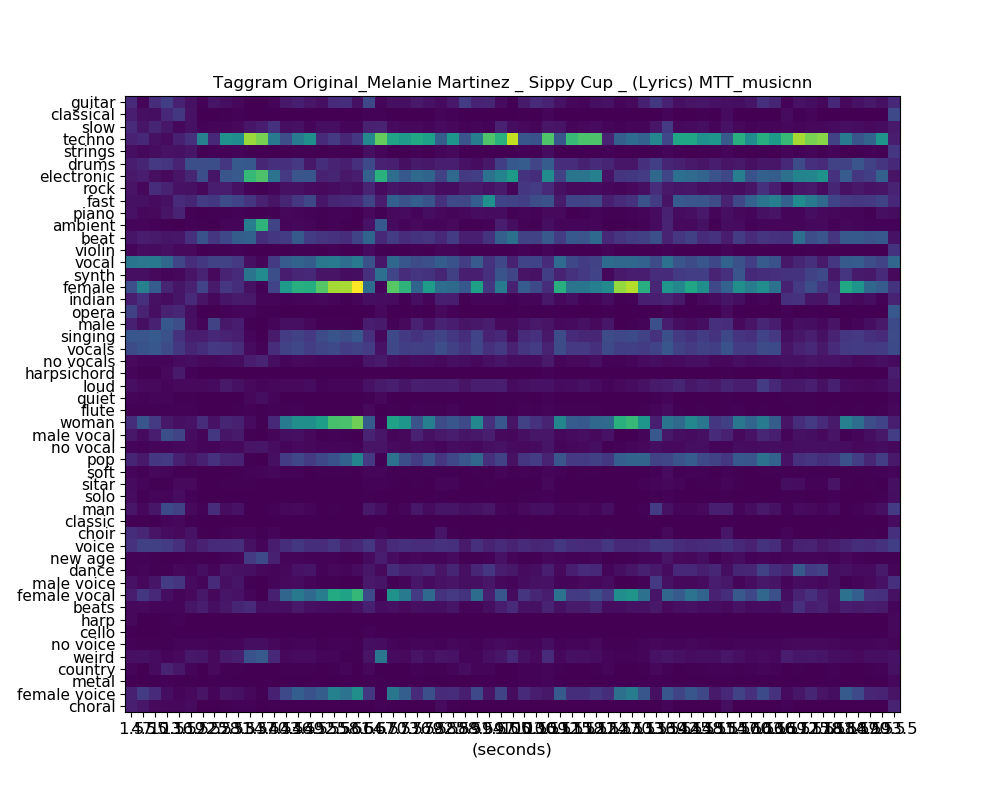 Taggram Original_Melanie Martinez _ Sippy Cup _ (Lyrics) MTT_musicnn
guitar
classical
slow
techno
strings
drums
electronic
rock
fast
piano
ambient
beat
violin
vocal
synth
female
indian
opera
male
singing
vocals
no vocals
harpsichord
loud
quiet
flute
woman
male vocal
no vocal
pop
soft
sitar
solo
man
classic
choir
voice
new age
dance
male voice
female vocal
beats
harp
cello
no voice
weird
country
metal
female voice
choral
(seconds)